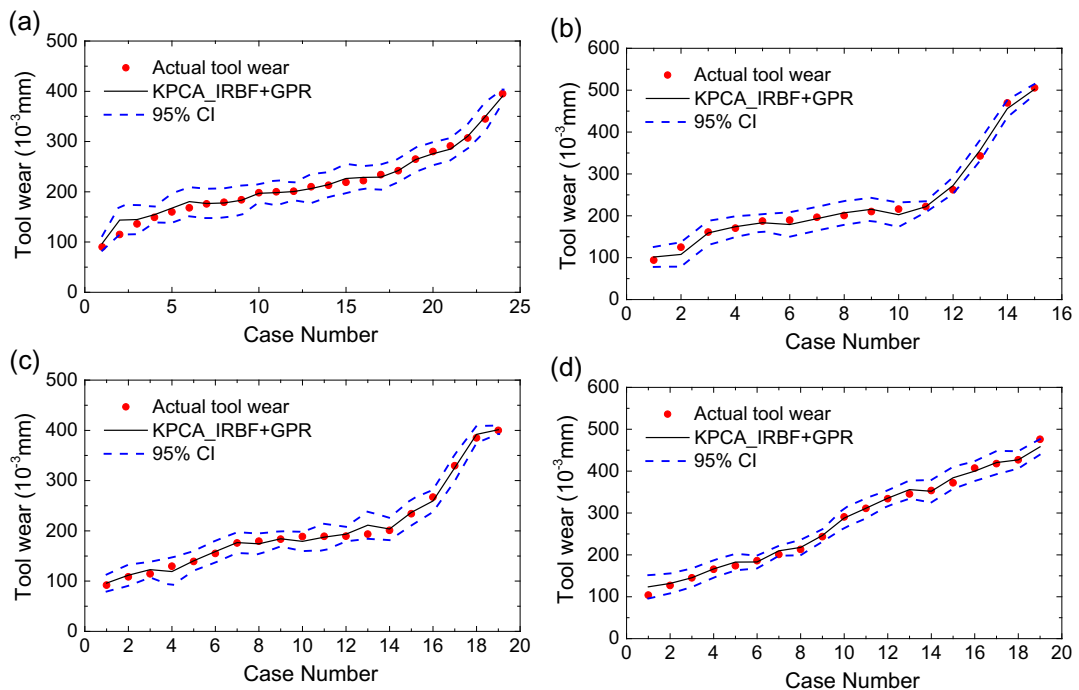 (a)
500
400
300
200
100
0
Tool wear (10⁻³mm)
Actual tool wear
KPCA_IRBF+GPR
95% CI
0 5 10 15 20 25
Case Number
(b)
600
500
400
300
200
100
0
Tool wear (10⁻³mm)
Actual tool wear
KPCA_IRBF+GPR
95% CI
0 2 4 6 8 10 12 14 16
Case Number
(c)
500
400
300
200
100
0
Tool wear (10⁻³mm)
Actual tool wear
KPCA_IRBF+GPR
95% CI
0 2 4 6 8 10 12 14 16 18 20
Case Number
(d)
600
500
400
300
200
100
0
Tool wear (10⁻³mm)
Actual tool wear
KPCA_IRBF+GPR
95% CI
0 2 4 6 8 10 12 14 16 18 20
Case Number